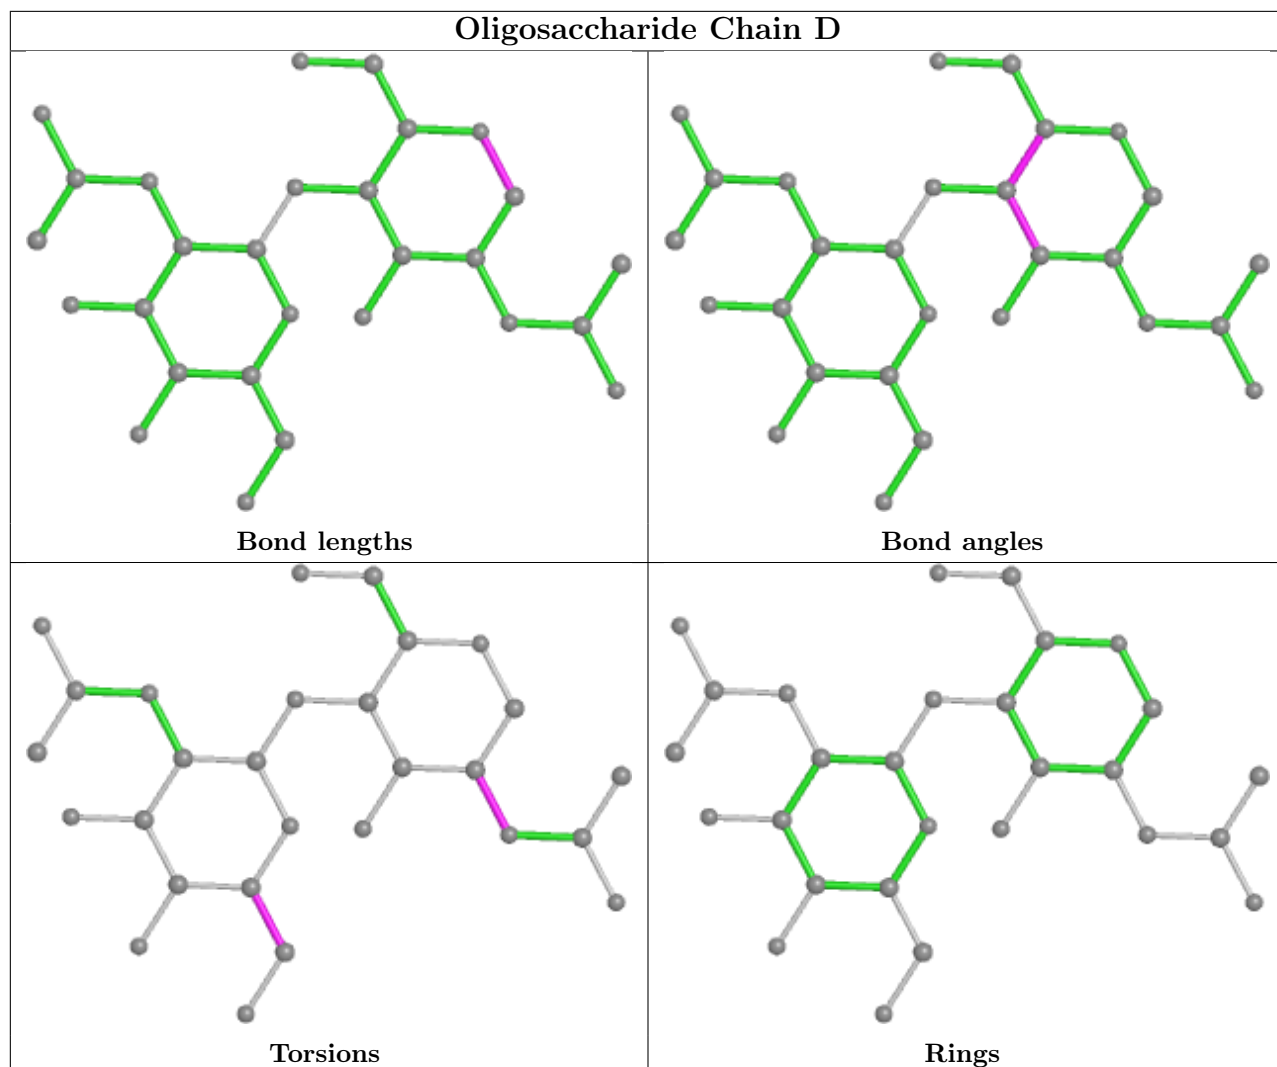 Oligosaccharide Chain D
Bond lengths
Bond angles
Torsions
Rings